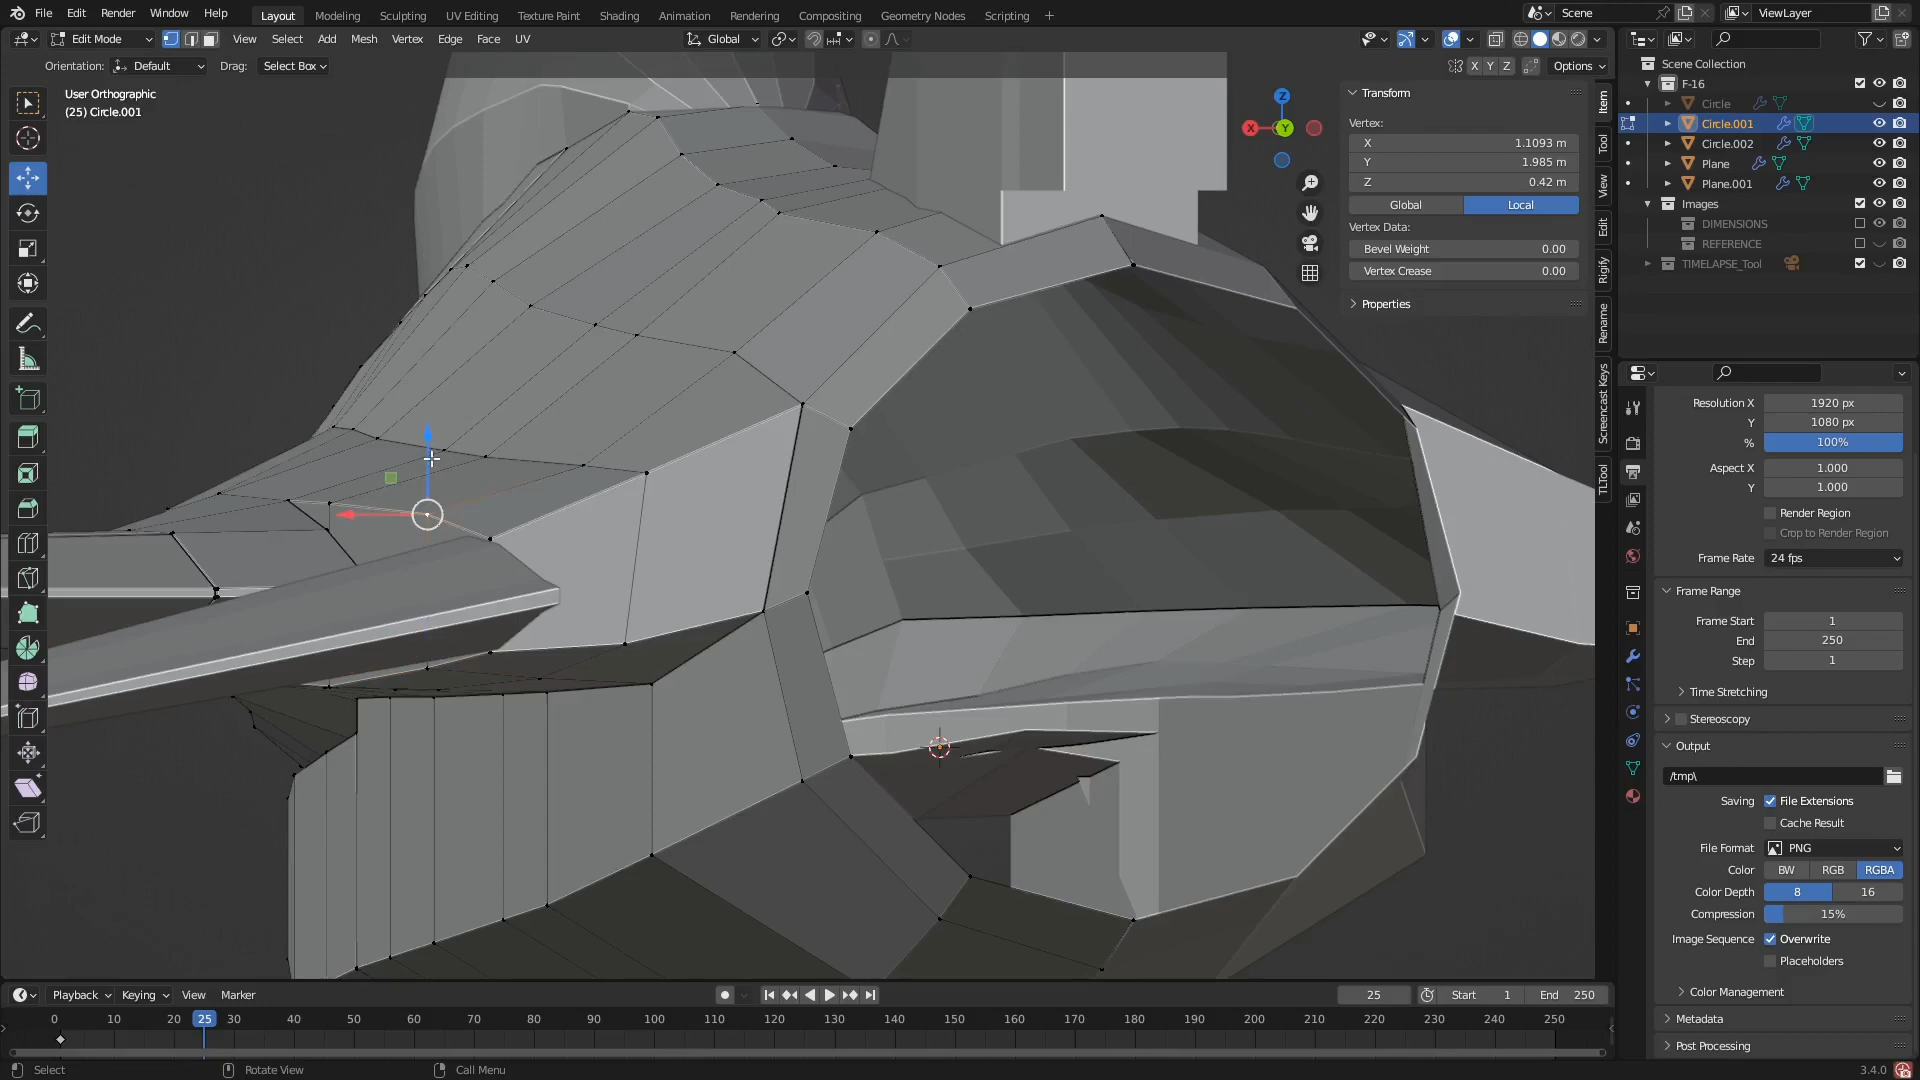 File Edit Render Window Help Layout Modeling Sculpting UV Editing Texture Paint Shading Animation Rendering Compositing Geometry Nodes Scripting + Scene ViewLayer
Edit Mode View Select Add Mesh Vertex Edge Face UV Global
Orientation: Default Drag: Select Box X Y Z Options
User Orthographic
(25) Circle.001
Z
X
Y
Transform
Vertex:
X 1.1093 m
Y 1.985 m
Z 0.42 m
Global Local
Vertex Data:
Bevel Weight 0.00
Vertex Crease 0.00
Properties
Item
Tool
View
Edit
Rigify
Rename
Screencast Keys
TLTool
Scene Collection
F-16
Circle
Circle.001
Circle.002
Plane
Plane.001
Images
DIMENSIONS
REFERENCE
TIMELAPSE_Tool
Resolution X 1920 px
Y 1080 px
% 100%
Aspect X 1.000
Y 1.000
Render Region
Crop to Render Region
Frame Rate 24 fps
Frame Range
Frame Start 1
End 250
Step 1
Time Stretching
Stereoscopy
Output
/tmp\
Saving File Extensions
Cache Result
File Format PNG
Color BW RGB RGBA
Color Depth 8 16
Compression 15%
Image Sequence Overwrite
Placeholders
Color Management
Metadata
Post Processing
Playback Keying View Marker 25 Start 1 End 250
0 10 20 25 30 40 50 60 70 80 90 100 110 120 130 140 150 160 170 180 190 200 210 220 230 240 250
Select Rotate View Call Menu 3.4.0